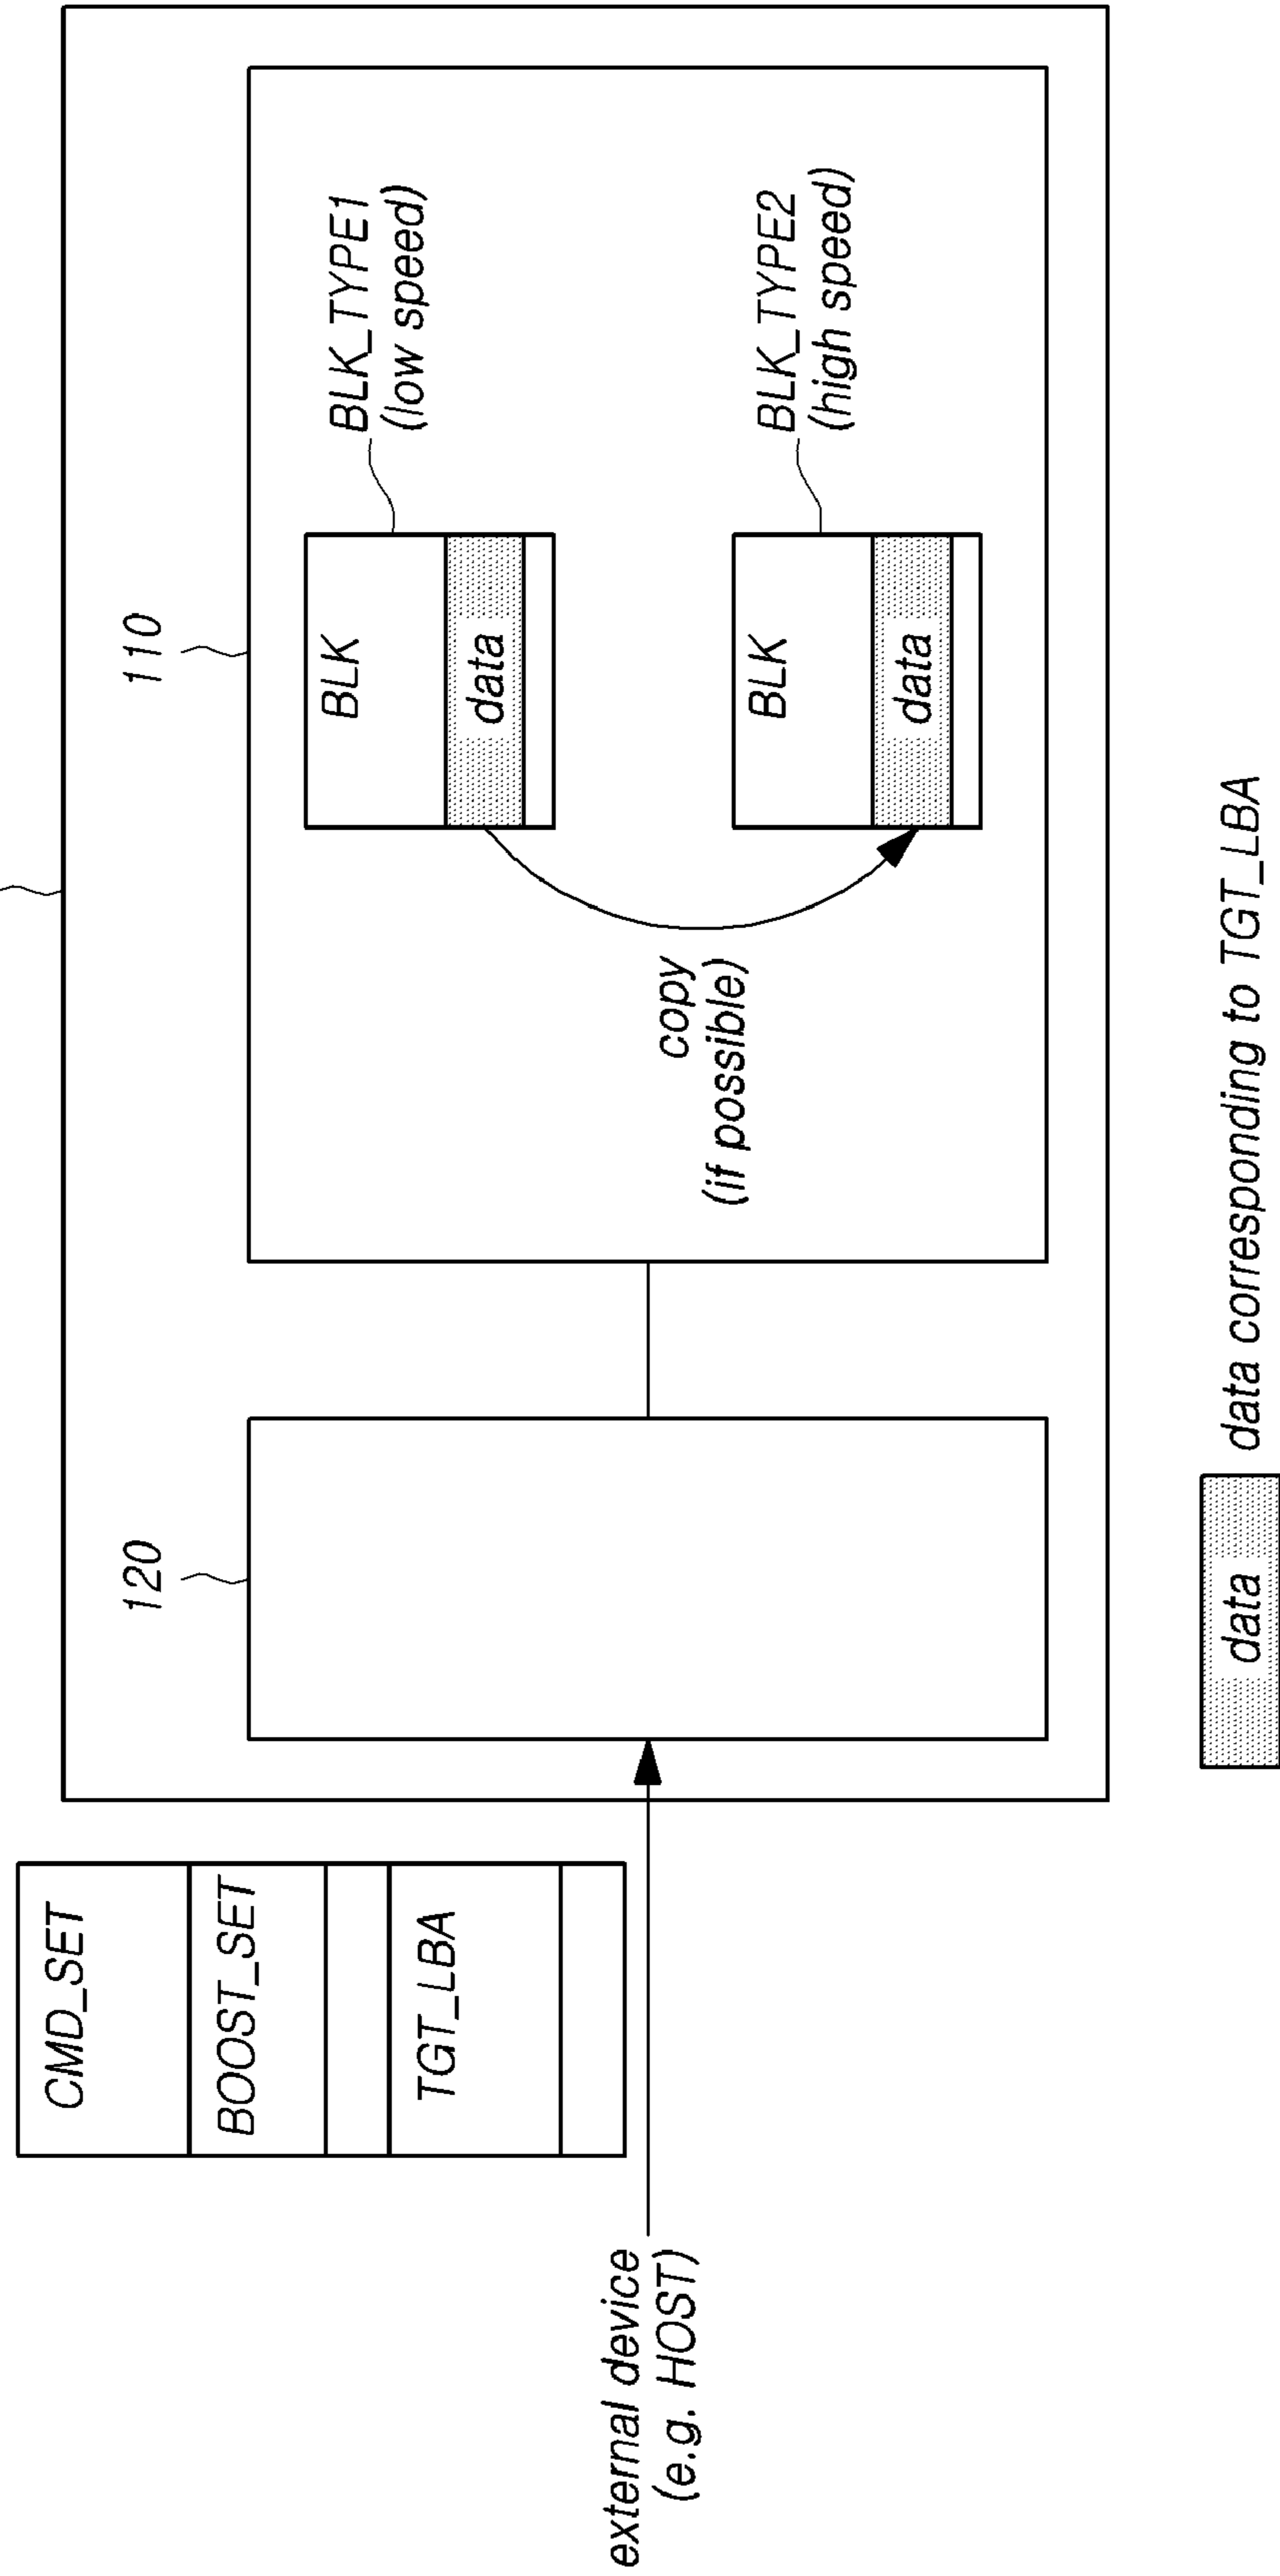 120
110
CMD_SET
BOOST_SET
TGT_LBA
external device
(e.g. HOST)
BLK
data
BLK_TYPE1
(low speed)
copy
(if possible)
BLK
data
BLK_TYPE2
(high speed)
data
data corresponding to TGT_LBA